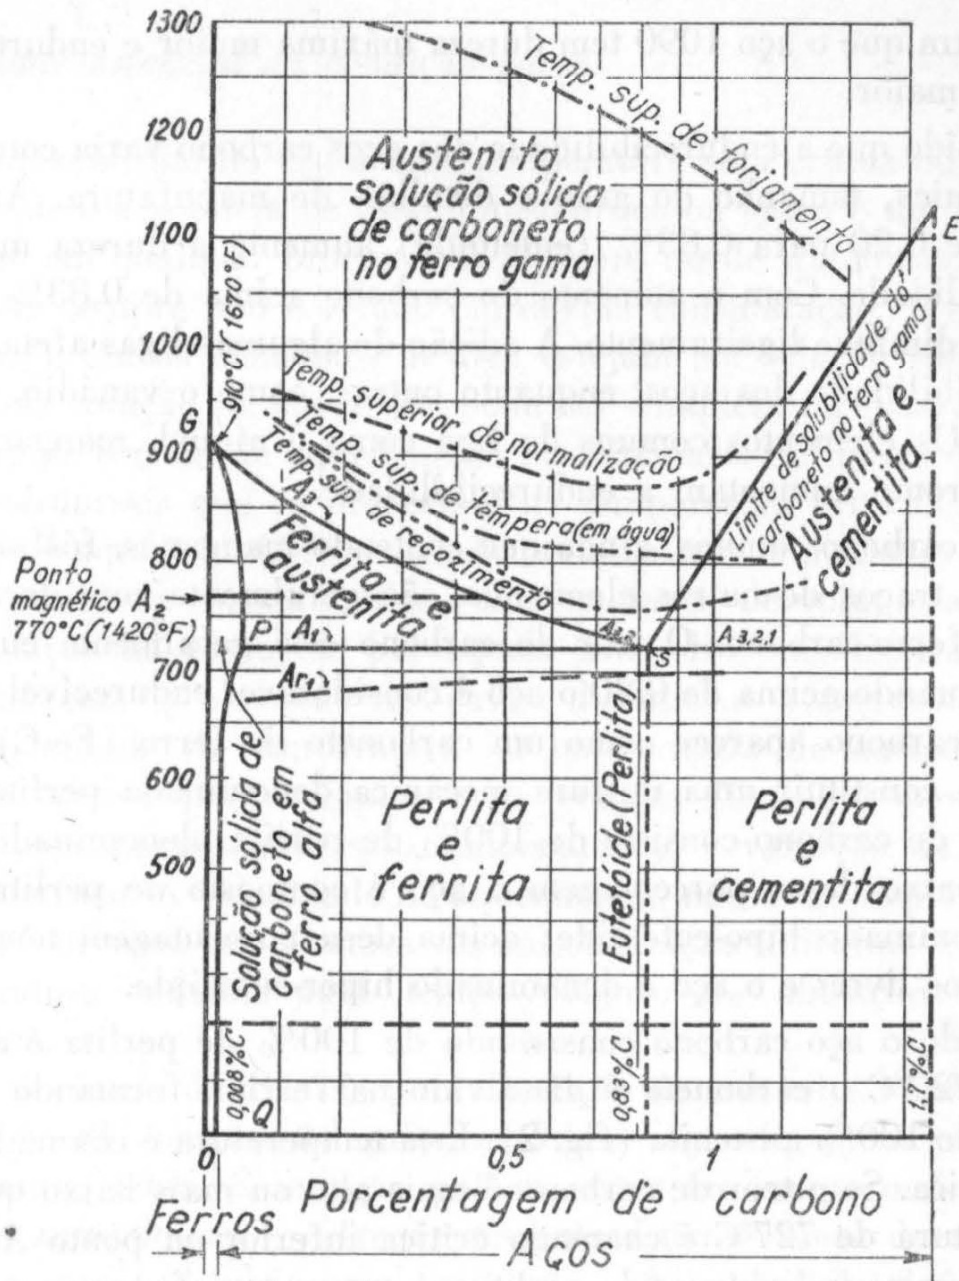 1300
1200
1100
1000
900
800
700
600
500
G
910°C (1670°F)
Ponto
magnético A2
770°C (1420°F)
Temp. sup. de forjamento
Austenita
solução sólida
de carboneto
no ferro gama
E
Temp. superior de normalização
Temp. sup. de têmpera (em água)
Temp. sup. de recozimento
A3
Ferrita e
austenita
Limite de solubilidade do
carboneto no ferro gama
Austenita e
cementita
P
A1
A3.2
A3.2.1
S
Ar1
Solução sólida de
carboneto em
ferro alfa
Perlita
e
ferrita
Eutetóide (Perlita)
Perlita
e
cementita
0,008%C
Q
0,83%C
1,7%C
0
0,5
1
Ferros
Porcentagem de carbono
Aços